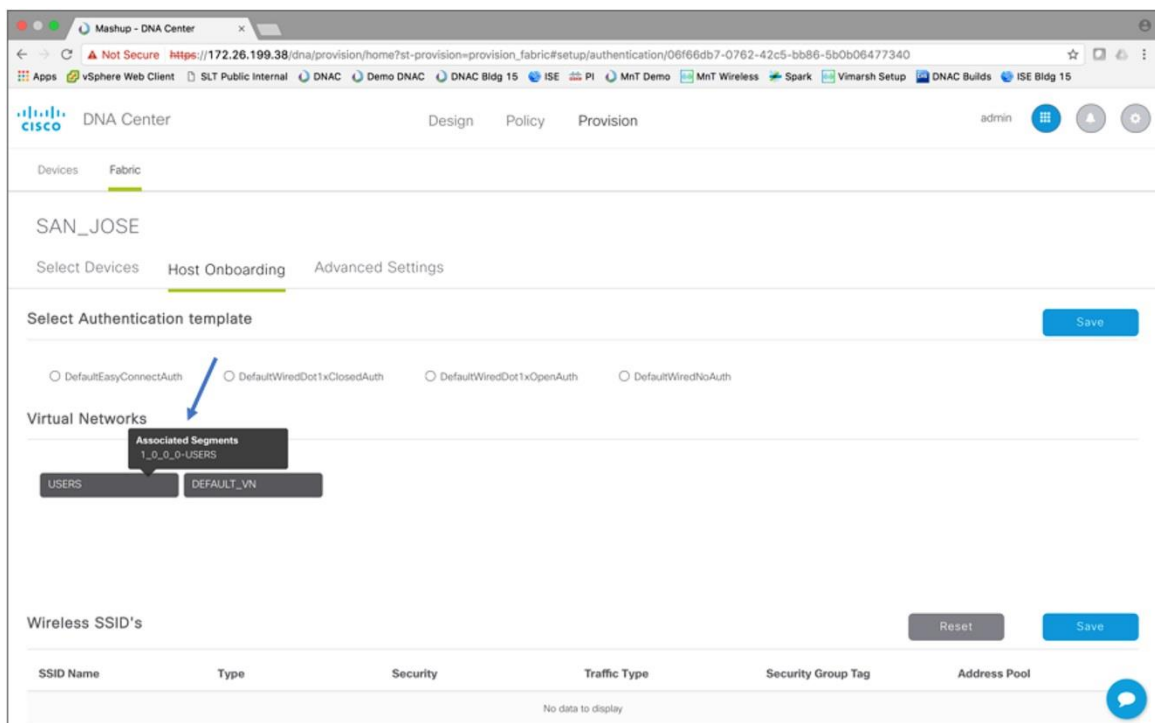 Mashup - DNA Center
Not Secure https://172.26.199.38/dna/provision/home?st-provision=provision_fabric#setup/authentication/06f66db7-0762-42c5-bb86-5b0b06477340
Apps vSphere Web Client SLT Public Internal DNAC Demo DNAC DNAC Bldg 15 ISE PI MnT Demo MnT Wireless Spark Vimarsh Setup DNAC Builds ISE Bldg 15
CISCO DNA Center Design Policy Provision admin
Devices Fabric
SAN_JOSE
Select Devices Host Onboarding Advanced Settings
Select Authentication template Save
DefaultEasyConnectAuth DefaultWiredDot1xClosedAuth DefaultWiredDot1xOpenAuth DefaultWiredNoAuth
Virtual Networks
Associated Segments
1_0_0_0-USERS
USERS DEFAULT_VN
Wireless SSID's Reset Save
SSID Name Type Security Traffic Type Security Group Tag Address Pool
No data to display